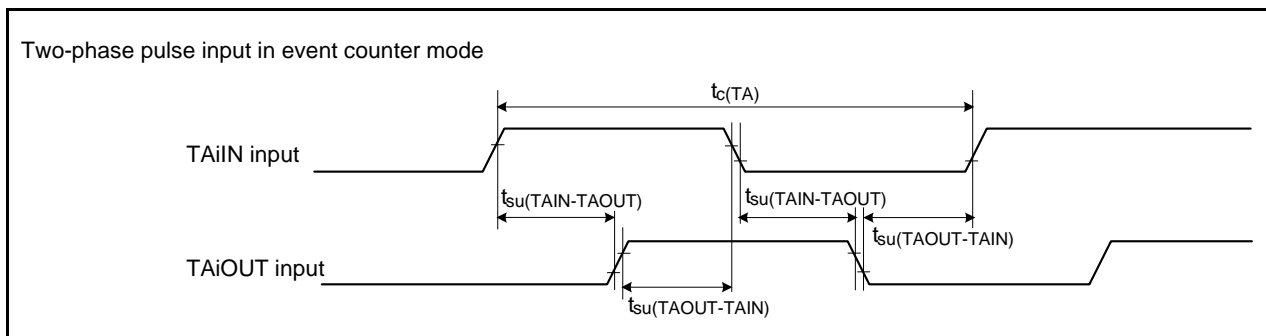 Two-phase pulse input in event counter mode
tc(TA)
TAiIN input
tsu(TAIN-TAOUT)
tsu(TAIN-TAOUT)
tsu(TAOUT-TAIN)
TAiOUT input
tsu(TAOUT-TAIN)